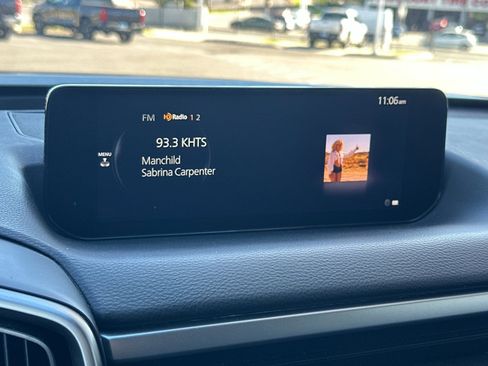 11:06am
FM HD Radio 1 2
93.3 KHTS
MENU
Manchild
Sabrina Carpenter